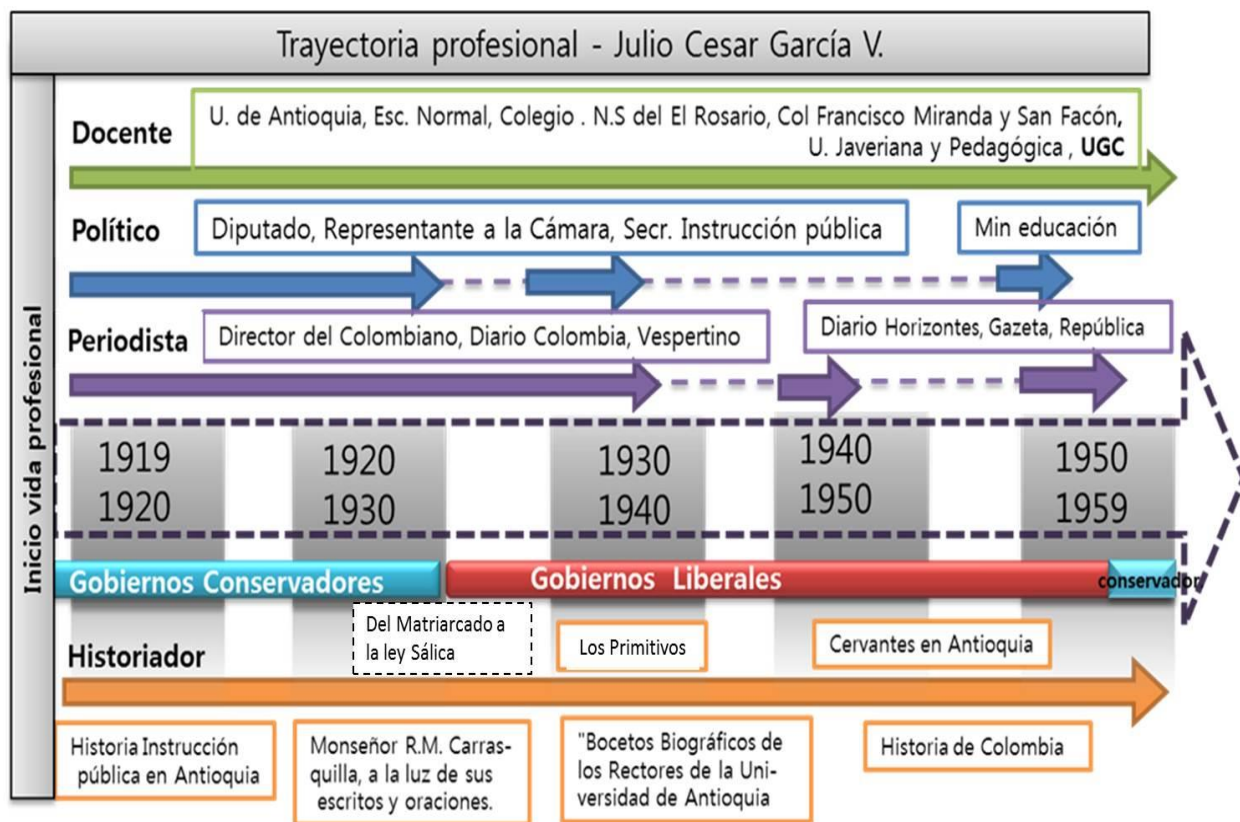 Trayectoria profesional - Julio Cesar García V.
Inicio vida profesional
Docente
U. de Antioquia, Esc. Normal, Colegio . N.S del El Rosario, Col Francisco Miranda y San Facón,
U. Javeriana y Pedagógica , UGC
Político
Diputado, Representante a la Cámara, Secr. Instrucción pública
Min educación
Periodista
Director del Colombiano, Diario Colombia, Vespertino
Diario Horizontes, Gazeta, República
1919
1920
1920
1930
1930
1940
1940
1950
1950
1959
Gobiernos Conservadores
Gobiernos Liberales
conservador
Historiador
Del Matriarcado a
la ley Sálica
Los Primitivos
Cervantes en Antioquia
Historia Instrucción
pública en Antioquia
Monseñor R.M. Carras-
quilla, a la luz de sus
escritos y oraciones.
"Bocetos Biográficos de
los Rectores de la Uni-
versidad de Antioquia
Historia de Colombia